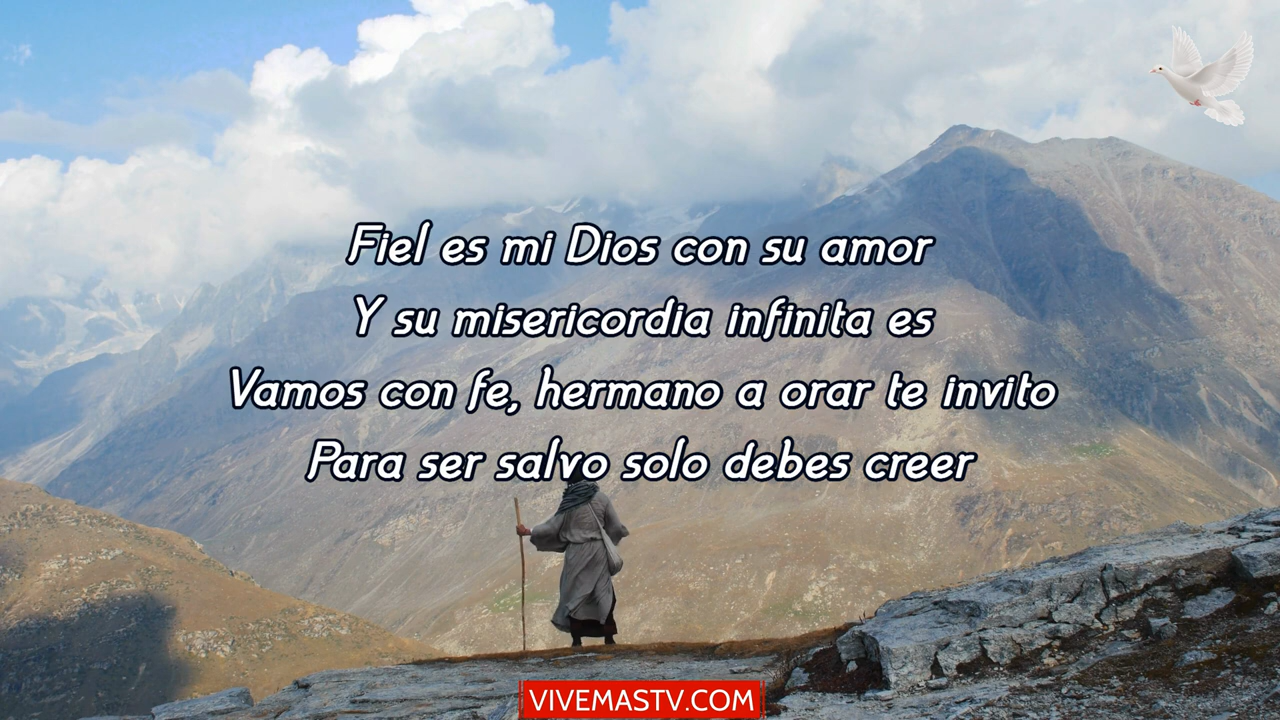 Fiel es mi Dios con su amor
Y su misericordia infinita es
Vamos con fe, hermano a orar te invito
Para ser salvo solo debes creer
VIVEMASTV.COM